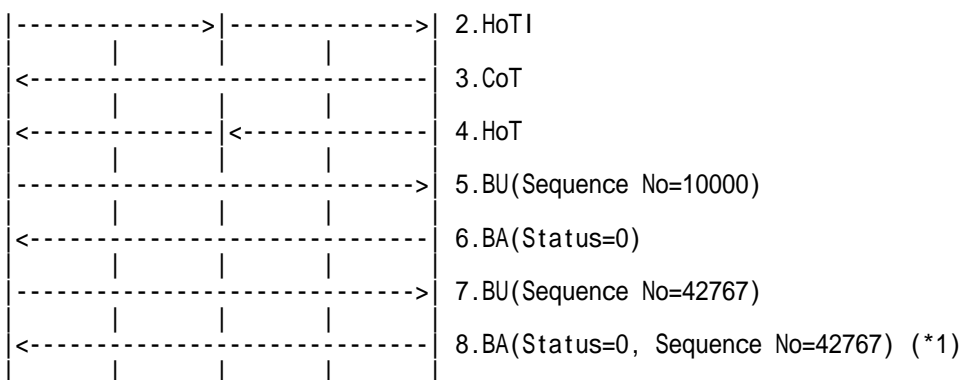 |-------------->|-------------->| 2.HoTI
| | | | |
|<------------------------------| 3.CoT
| | | | |
|<--------------|<--------------| 4.HoT
| | | | |
|------------------------------>| 5.BU(Sequence No=10000)
| | | | |
|<------------------------------| 6.BA(Status=0)
| | | | |
|------------------------------>| 7.BU(Sequence No=42767)
| | | | |
|<------------------------------| 8.BA(Status=0, Sequence No=42767) (*1)
| | | | |